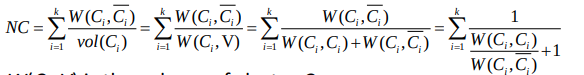 $NC = \sum_{i=1}^{k} \frac{W(C_i, \overline{C_i})}{vol(C_i)} = \sum_{i=1}^{k} \frac{W(C_i, \overline{C_i})}{W(C_i, \mathrm{V})} = \sum_{i=1}^{k} \frac{W(C_i, \overline{C_i})}{W(C_i, C_i) + W(C_i, \overline{C_i})} = \sum_{i=1}^{k} \frac{1}{\frac{W(C_i, C_i)}{W(C_i, \overline{C_i})} + 1}$